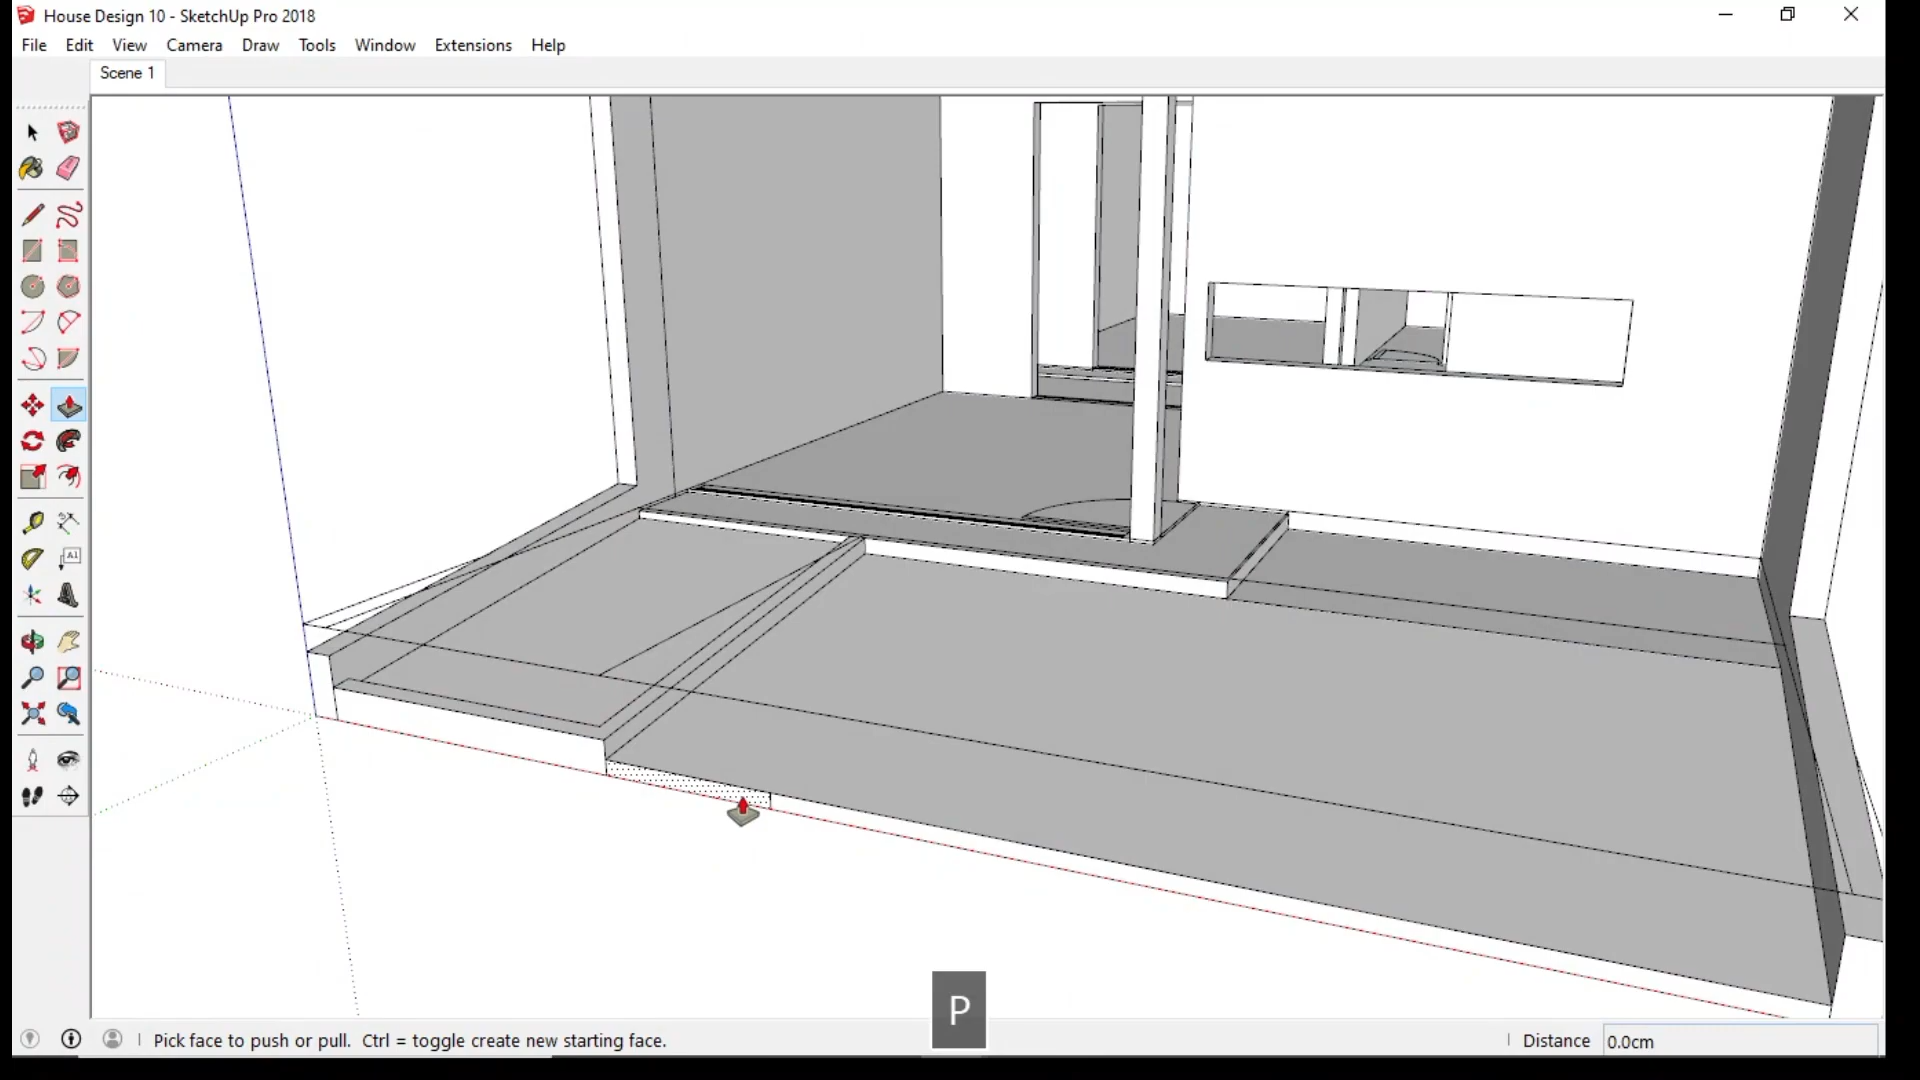 House Design 10 - SketchUp Pro 2018
File Edit View Camera Draw Tools Window Extensions Help
Scene 1
A1
P
Pick face to push or pull. Ctrl = toggle create new starting face.
Distance 0.0cm